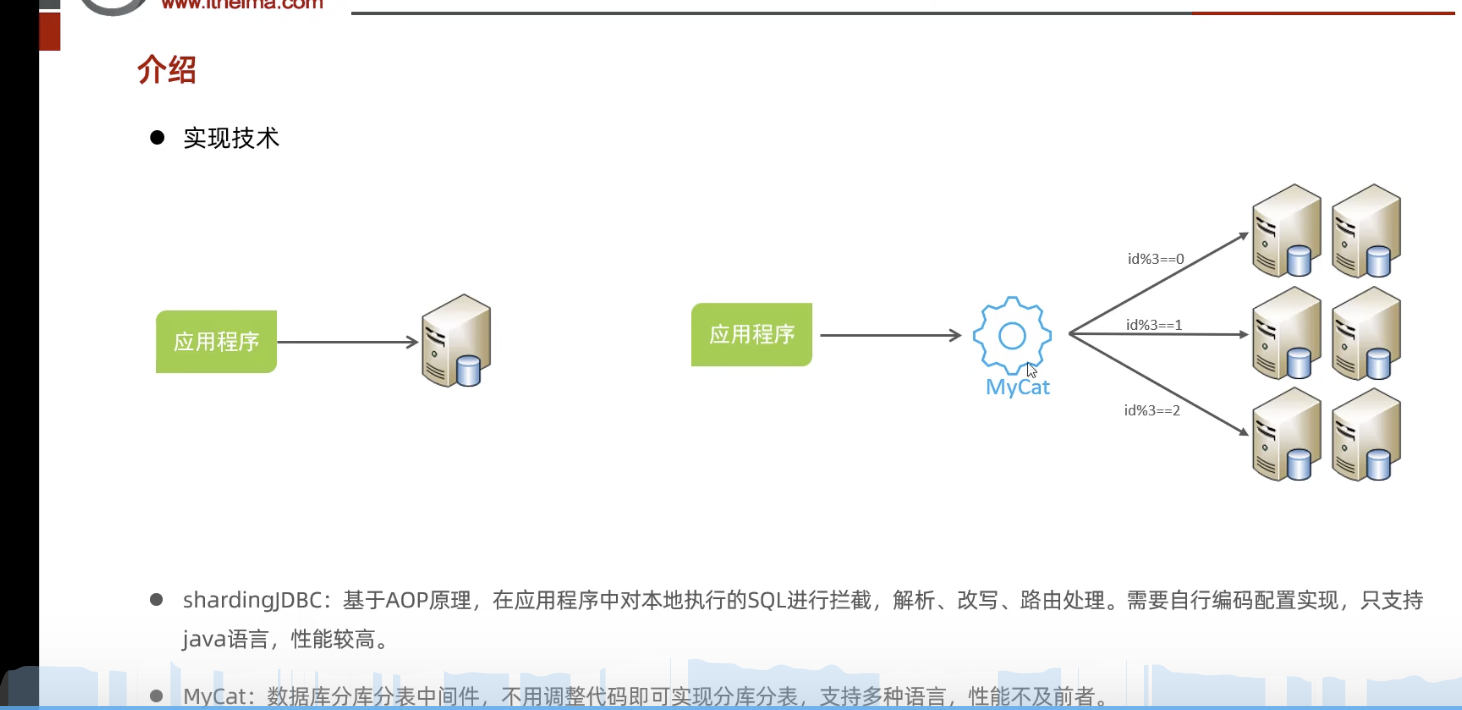 www.itheima.com
介绍
实现技术
id%3==0
应用程序
应用程序
id%3==1
MyCat
id%3==2
shardingJDBC：基于AOP原理，在应用程序中对本地执行的SQL进行拦截，解析、改写、路由处理。需要自行编码配置实现，只支持
java语言，性能较高。
MyCat：数据库分库分表中间件，不用调整代码即可实现分库分表，支持多种语言，性能不及前者。